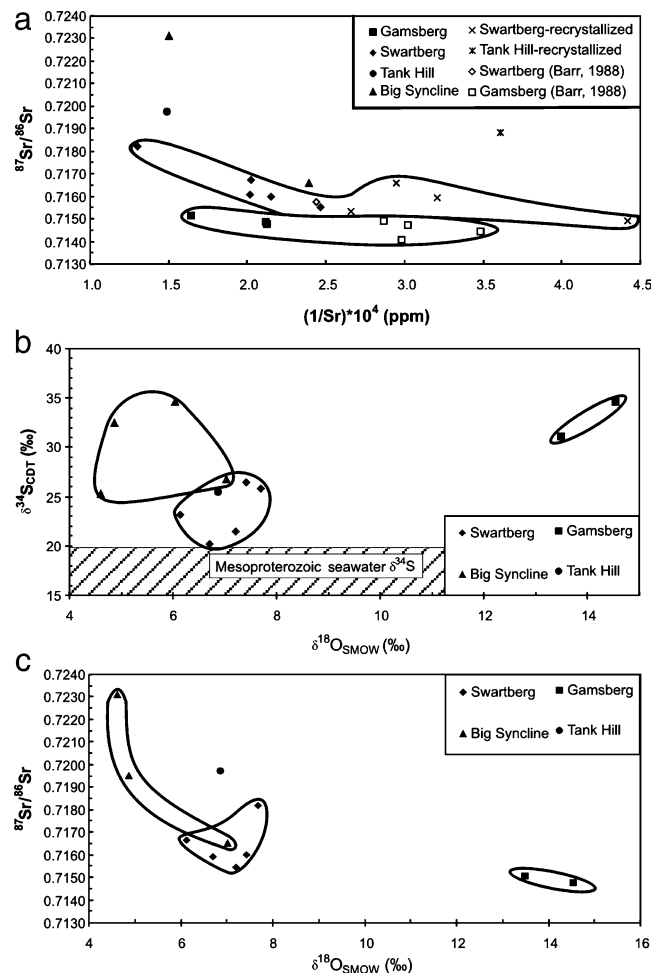 a
0.7240
0.7230
0.7220
0.7210
0.7200
0.7190
0.7180
0.7170
0.7160
0.7150
0.7140
0.7130
⁸⁷Sr/⁸⁶Sr
Gamsberg
Swartberg
Tank Hill
Big Syncline
Swartberg-recrystallized
Tank Hill-recrystallized
Swartberg (Barr, 1988)
Gamsberg (Barr, 1988)
1.0 1.5 2.0 2.5 3.0 3.5 4.0 4.5
(1/Sr)*10⁴ (ppm)
b
40
35
30
25
20
15
δ³⁴S_CDT (‰)
Mesoproterozoic seawater δ³⁴S
Swartberg Gamsberg
Big Syncline Tank Hill
4 6 8 10 12 14
δ¹⁸O_SMOW (‰)
c
0.7240
0.7230
0.7220
0.7210
0.7200
0.7190
0.7180
0.7170
0.7160
0.7150
0.7140
0.7130
⁸⁷Sr/⁸⁶Sr
Swartberg Gamsberg
Big Syncline Tank Hill
4 6 8 10 12 14 16
δ¹⁸O_SMOW (‰)